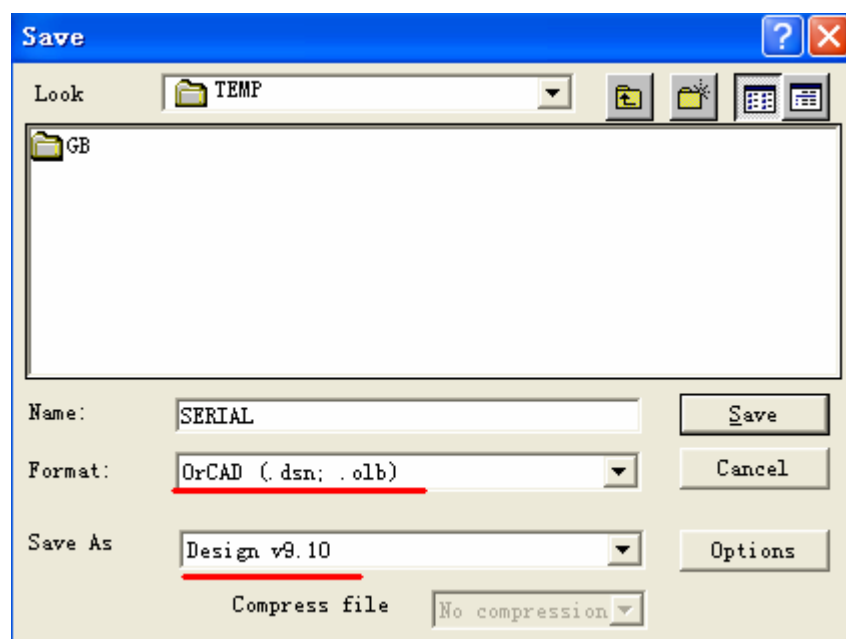 Save
Look
TEMP
GB
Name:
SERIAL
Save
Format:
OrCAD (.dsn; .olb)
Cancel
Save As
Design v9.10
Options
Compress file
No compression